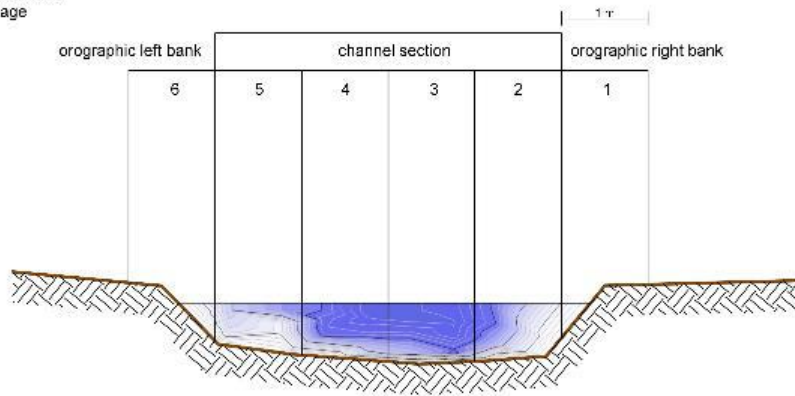 age
1 m
orographic left bank channel section orographic right bank
6 5 4 3 2 1